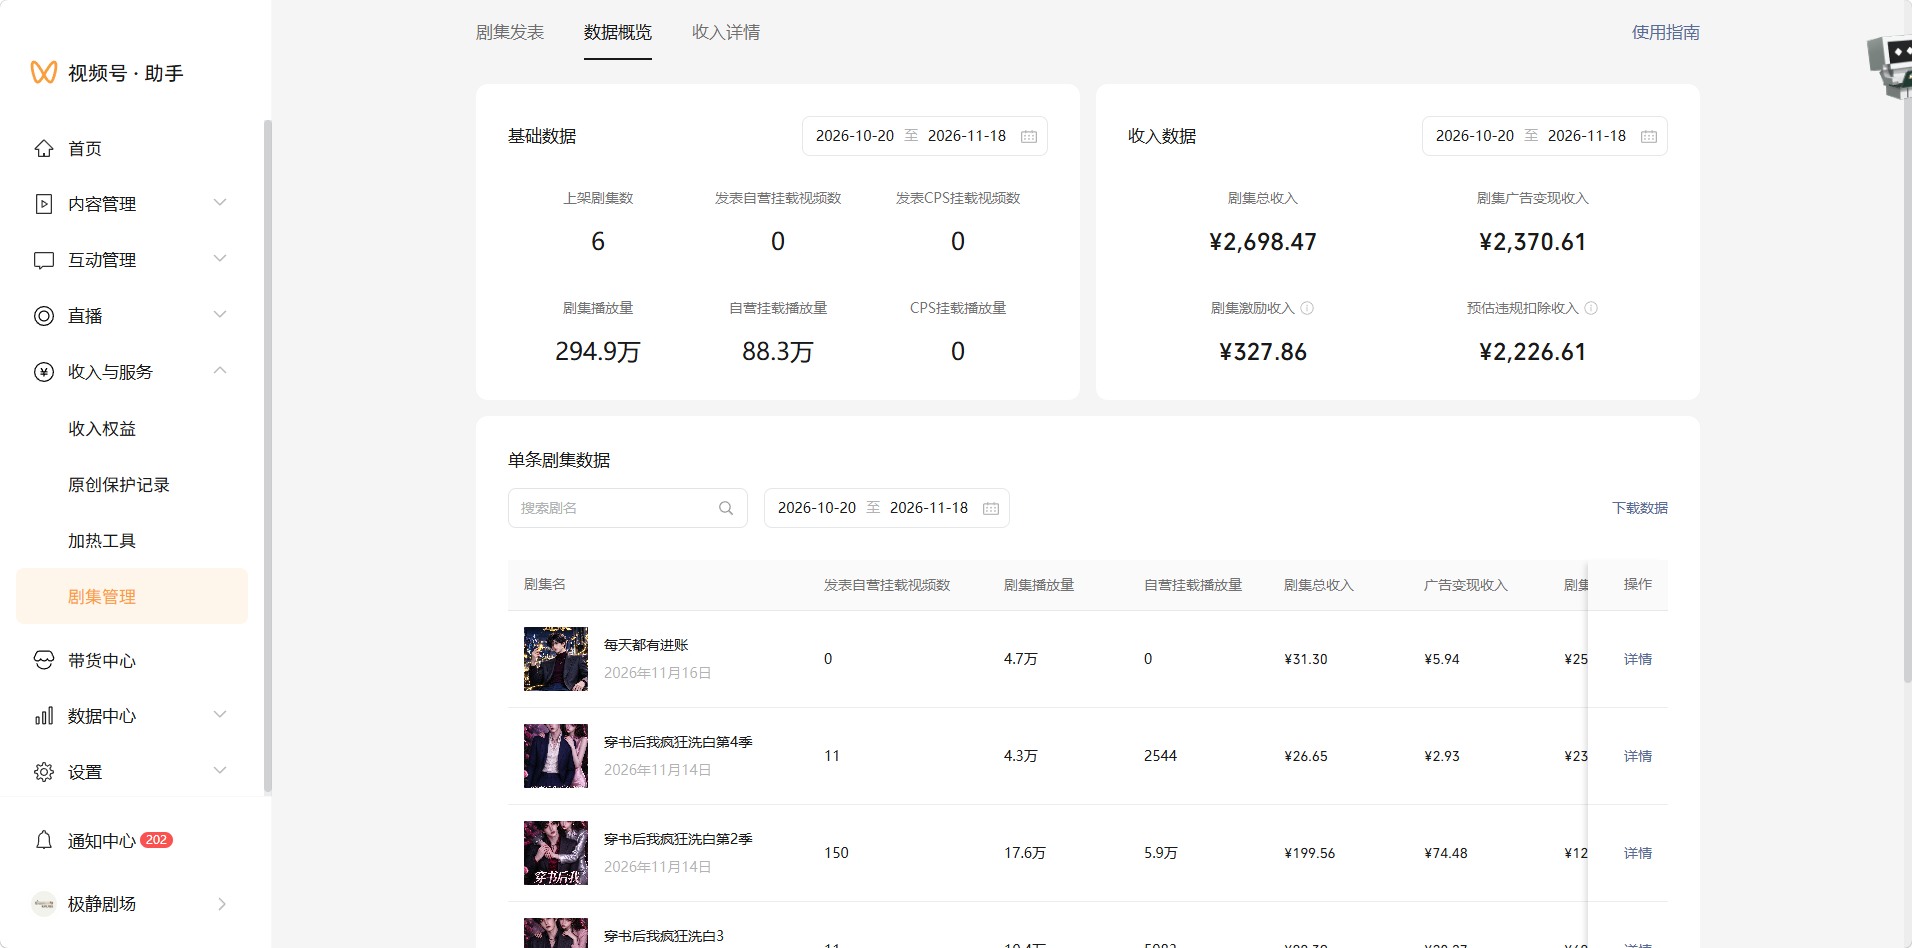 视频号·助手
首页
内容管理
互动管理
直播
收入与服务
收入权益
原创保护记录
加热工具
剧集管理
带货中心
数据中心
设置
通知中心 202
极静剧场
剧集发表 数据概览 收入详情 使用指南
基础数据 2026-10-20 至 2026-11-18
上架剧集数 发表自营挂载视频数 发表CPS挂载视频数
6 0 0
剧集播放量 自营挂载播放量 CPS挂载播放量
294.9万 88.3万 0
收入数据 2026-10-20 至 2026-11-18
剧集总收入 剧集广告变现收入
¥2,698.47 ¥2,370.61
剧集激励收入 预估违规扣除收入
¥327.86 ¥2,226.61
单条剧集数据
搜索剧名 2026-10-20 至 2026-11-18 下载数据
剧集名 发表自营挂载视频数 剧集播放量 自营挂载播放量 剧集总收入 广告变现收入 剧集 操作
每天都有进账
2026年11月16日
0 4.7万 0 ¥31.30 ¥5.94 ¥25 详情
穿书后我疯狂洗白第4季
2026年11月14日
11 4.3万 2544 ¥26.65 ¥2.93 ¥23 详情
穿书后我
穿书后我疯狂洗白第2季
2026年11月14日
150 17.6万 5.9万 ¥199.56 ¥74.48 ¥12 详情
穿书后我疯狂洗白3